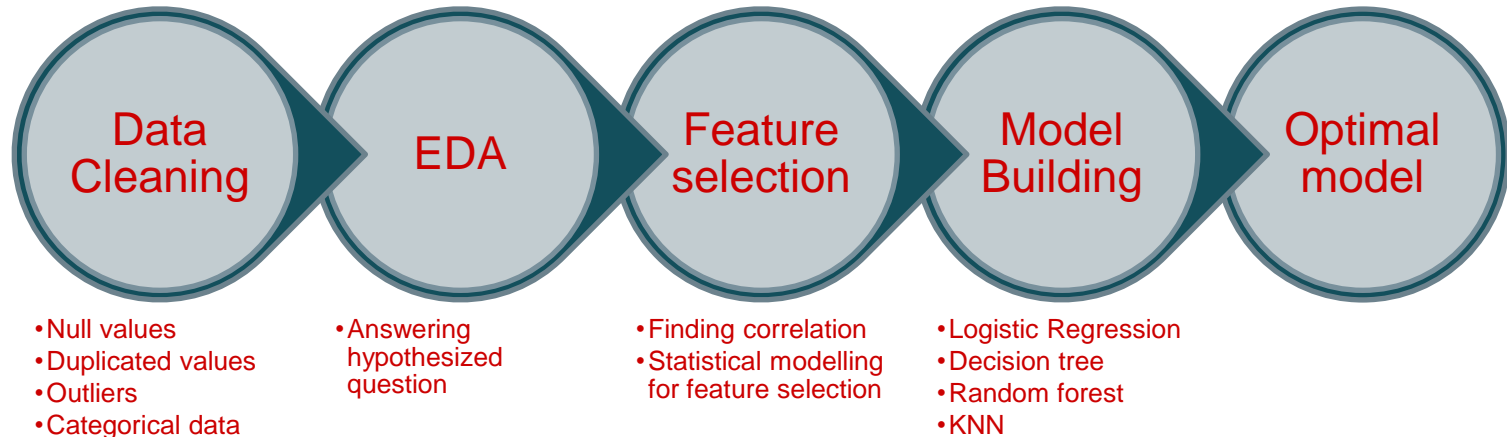 Data
Cleaning
EDA
Feature
selection
Model
Building
Optimal
model
•Null values
•Duplicated values
•Outliers
•Categorical data
•Answering
hypothesized
question
•Finding correlation
•Statistical modelling
for feature selection
•Logistic Regression
•Decision tree
•Random forest
•KNN